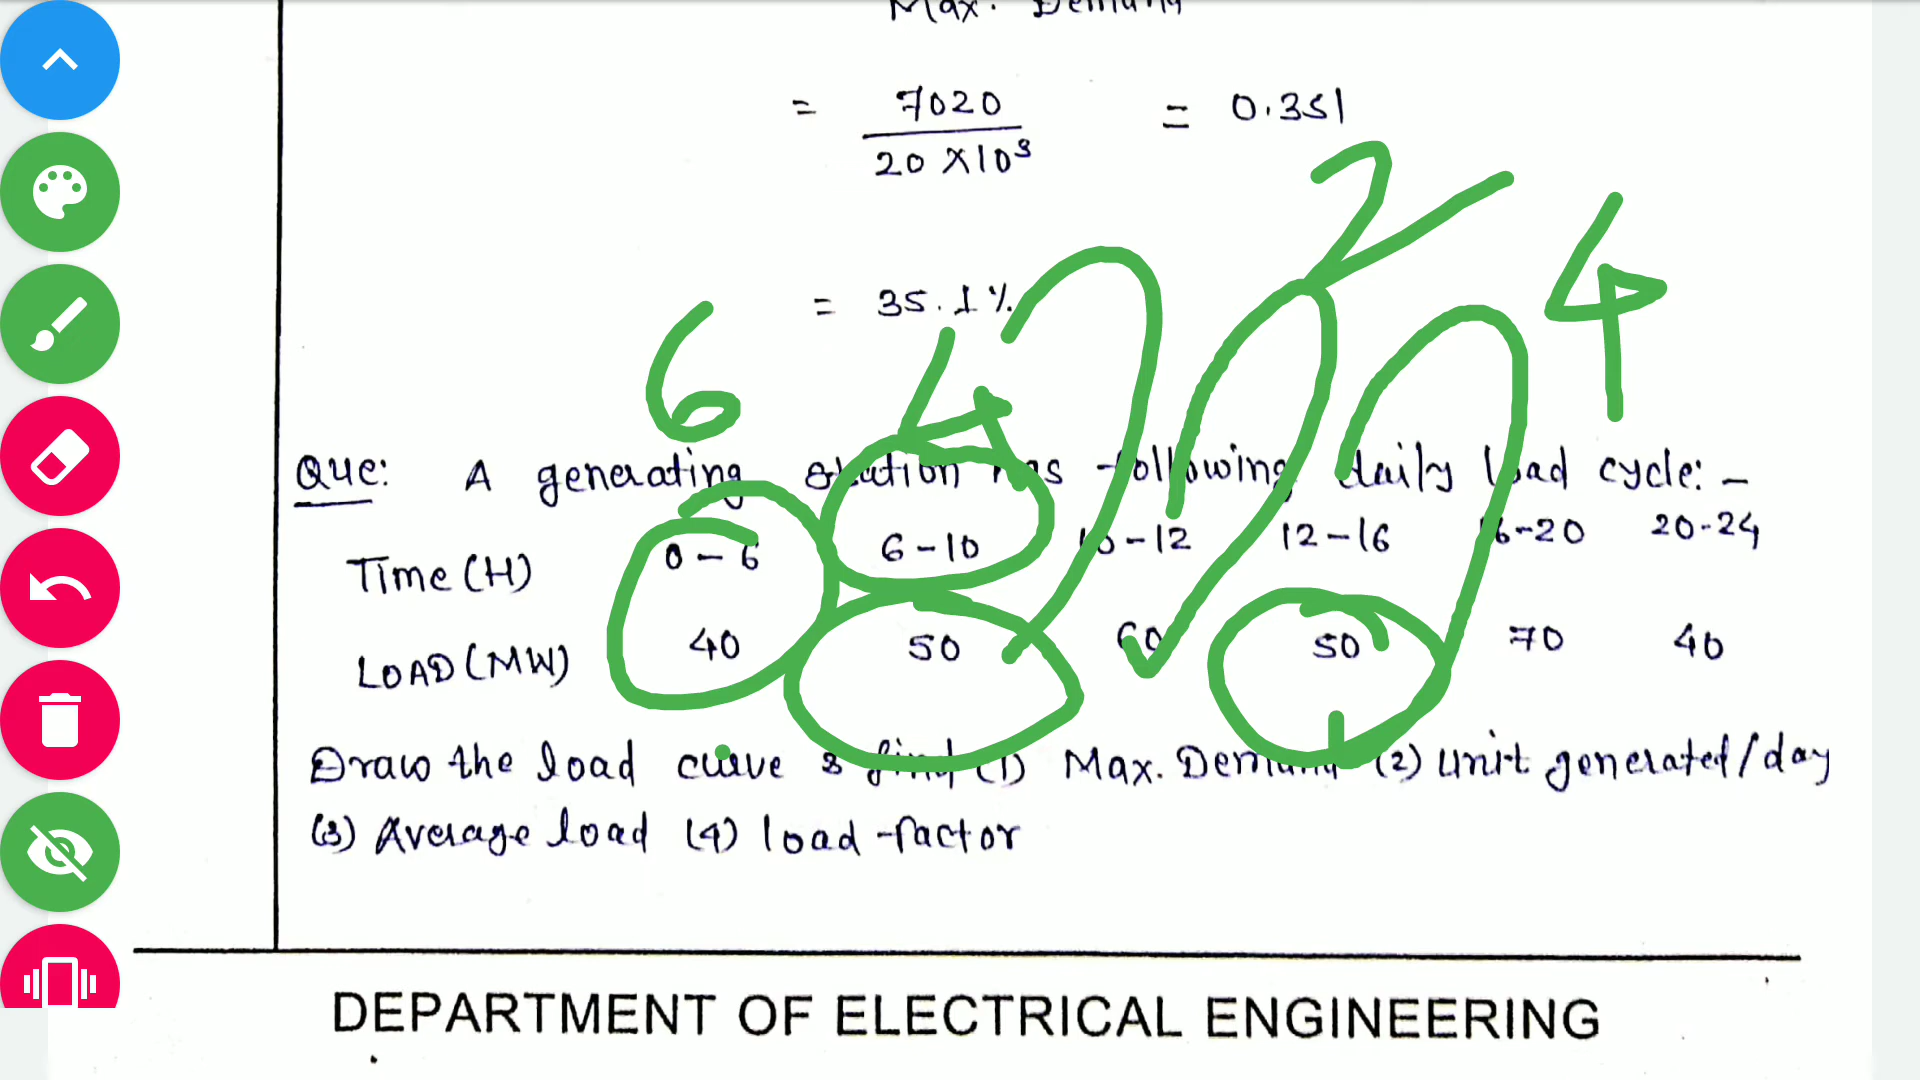 Max. Demand
= 7020 / 20 × 10³ = 0.351
= 35.1 %
2
4
6
4
Que: A generating station has following daily load cycle: -
Time (H) 0-6 6-10 10-12 12-16 16-20 20-24
LOAD (MW) 40 50 60 50 70 40
Draw the load curve & find (1) Max. Demand (2) unit generated/day
(3) Average load (4) load-factor
DEPARTMENT OF ELECTRICAL ENGINEERING